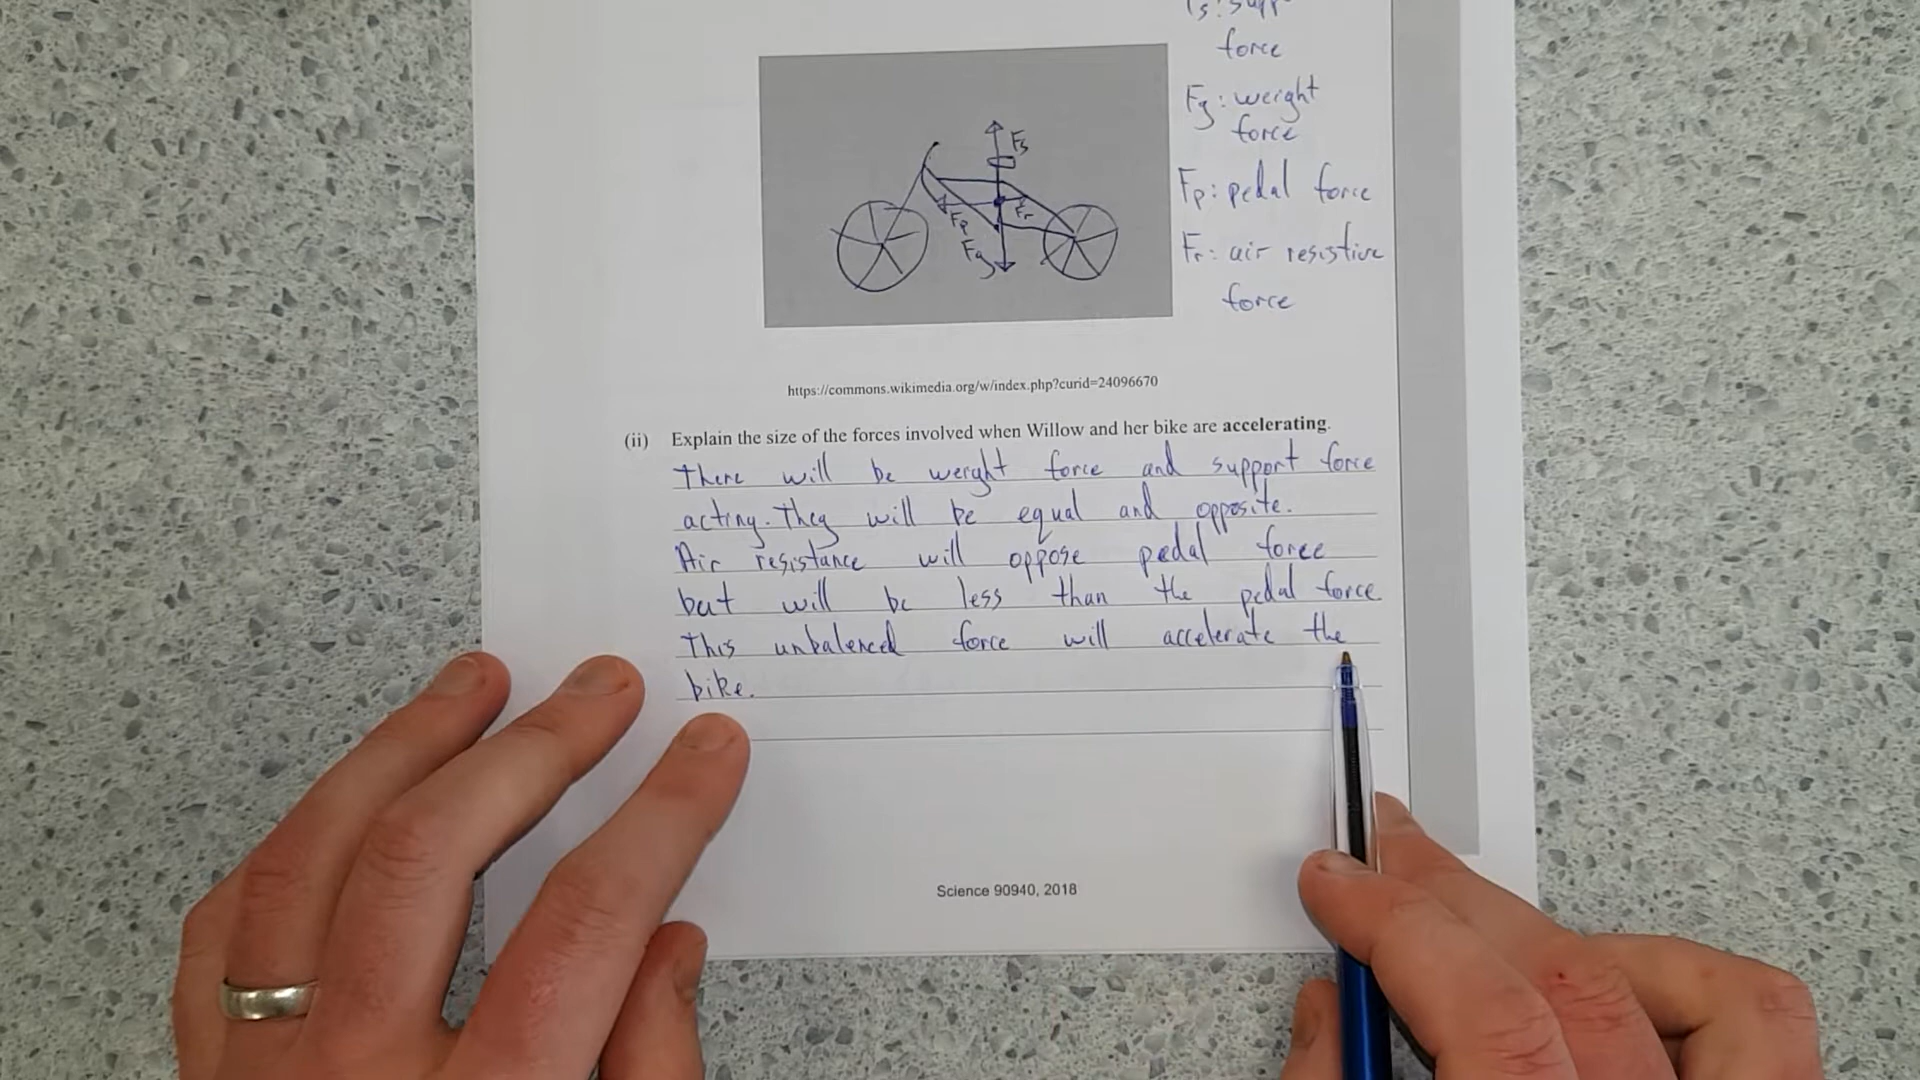 force
Fg: weight
force
Fp: pedal force
Fr: air resistive
force
Fs
Fp
Fr
Fg
https://commons.wikimedia.org/w/index.php?curid=24096670
(ii) Explain the size of the forces involved when Willow and her bike are accelerating.
There will be weight force and support force
acting. They will be equal and opposite.
Air resistance will oppose pedal force
but will be less than the pedal force
This unbalenced force will accelerate the
bike.
Science 90940, 2018